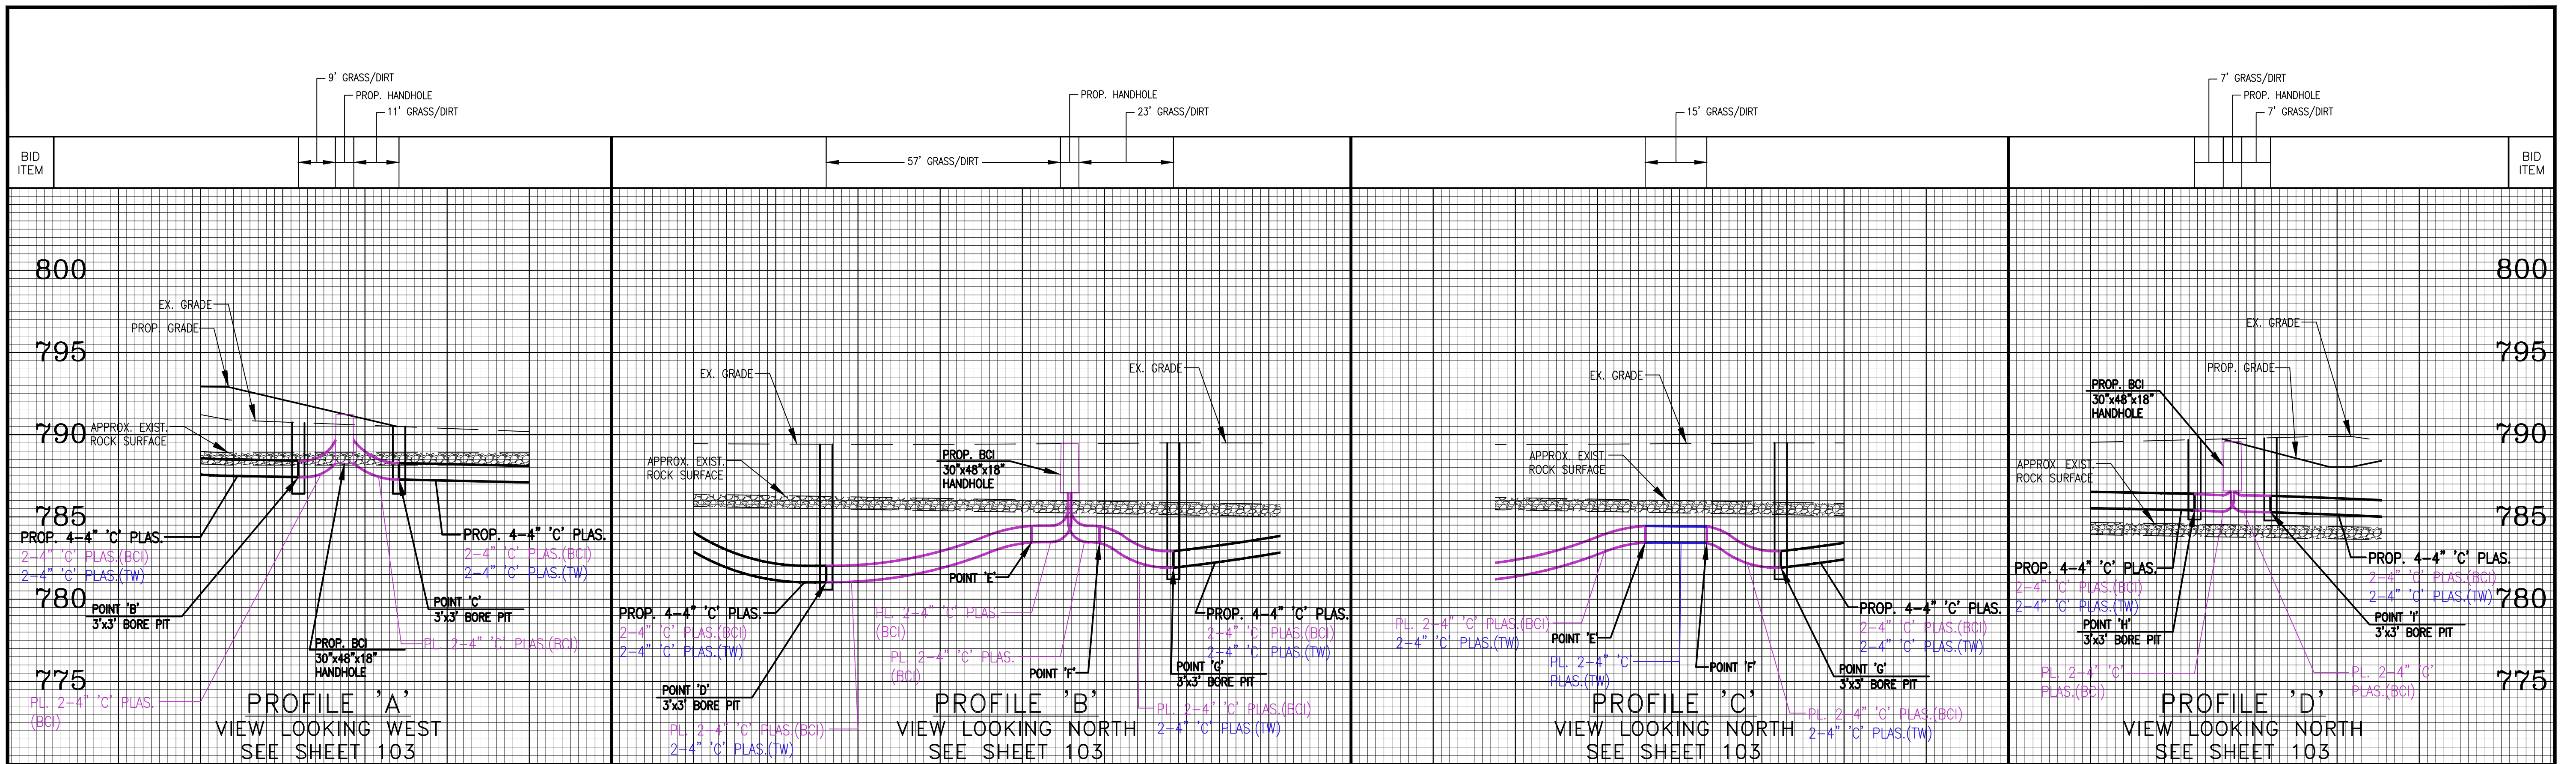 9' GRASS/DIRT
PROP. HANDHOLE
11' GRASS/DIRT
PROP. HANDHOLE
23' GRASS/DIRT
15' GRASS/DIRT
7' GRASS/DIRT
PROP. HANDHOLE
7' GRASS/DIRT
BID
ITEM
57' GRASS/DIRT
BID
ITEM
800
795
790
785
780
775
EX. GRADE
PROP. GRADE
APPROX. EXIST.
ROCK SURFACE
PROP. 4-4" 'C' PLAS.
2-4" 'C' PLAS.(BCI)
2-4" 'C' PLAS.(TW)
POINT 'B'
3'x3' BORE PIT
PL. 2-4" 'C' PLAS.
(BCI)
PROP. BCI
30"x48"x18"
HANDHOLE
PROP. 4-4" 'C' PLAS.
2-4" 'C' PLAS.(BCI)
2-4" 'C' PLAS.(TW)
POINT 'C'
3'x3' BORE PIT
PL. 2-4" 'C' PLAS.(BCI)
PROFILE 'A'
VIEW LOOKING WEST
SEE SHEET 103
EX. GRADE
EX. GRADE
APPROX. EXIST.
ROCK SURFACE
PROP. BCI
30"x48"x18"
HANDHOLE
POINT 'E'
PROP. 4-4" 'C' PLAS.
2-4" 'C' PLAS.(BCI)
2-4" 'C' PLAS.(TW)
POINT 'D'
3'x3' BORE PIT
PL. 2-4" 'C' PLAS.(BCI)
2-4" 'C' PLAS.(TW)
PL. 2-4" 'C' PLAS.
(BCI)
PL. 2-4" 'C' PLAS.
(BCI)
POINT 'F'
PROP. 4-4" 'C' PLAS.
2-4" 'C' PLAS.(BCI)
2-4" 'C' PLAS.(TW)
POINT 'G'
3'x3' BORE PIT
PL. 2-4" 'C' PLAS.(BCI)
2-4" 'C' PLAS.(TW)
PROFILE 'B'
VIEW LOOKING NORTH
SEE SHEET 103
EX. GRADE
APPROX. EXIST.
ROCK SURFACE
PL. 2-4" 'C' PLAS.(BCI)
2-4" 'C' PLAS.(TW)
POINT 'E'
PL. 2-4" 'C'
PLAS.(TW)
POINT 'F'
PROP. 4-4" 'C' PLAS.
2-4" 'C' PLAS.(BCI)
2-4" 'C' PLAS.(TW)
POINT 'G'
3'x3' BORE PIT
PL. 2-4" 'C' PLAS.(BCI)
2-4" 'C' PLAS.(TW)
PROFILE 'C'
VIEW LOOKING NORTH
SEE SHEET 103
EX. GRADE
PROP. GRADE
PROP. BCI
30"x48"x18"
HANDHOLE
APPROX. EXIST.
ROCK SURFACE
PROP. 4-4" 'C' PLAS.
2-4" 'C' PLAS.(BCI)
2-4" 'C' PLAS.(TW)
POINT 'H'
3'x3' BORE PIT
PL. 2-4" 'C'
PLAS.(BCI)
PROP. 4-4" 'C' PLAS.
2-4" 'C' PLAS.(BCI)
2-4" 'C' PLAS.(TW)
POINT 'I'
3'x3' BORE PIT
PL. 2-4" 'C'
PLAS.(BCI)
PROFILE 'D'
VIEW LOOKING NORTH
SEE SHEET 103
800
795
790
785
780
775